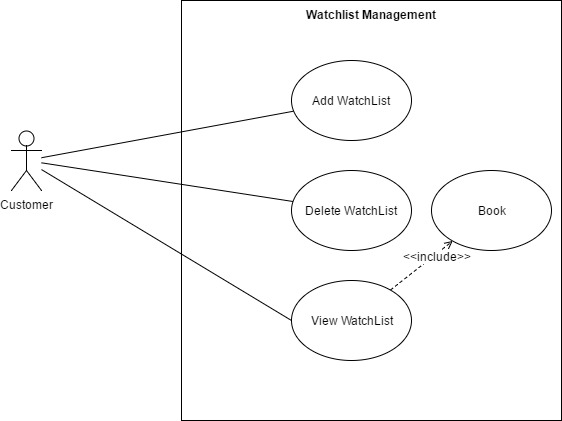 Watchlist Management
Add WatchList
Customer
Delete WatchList
Book
<<include>>
View WatchList